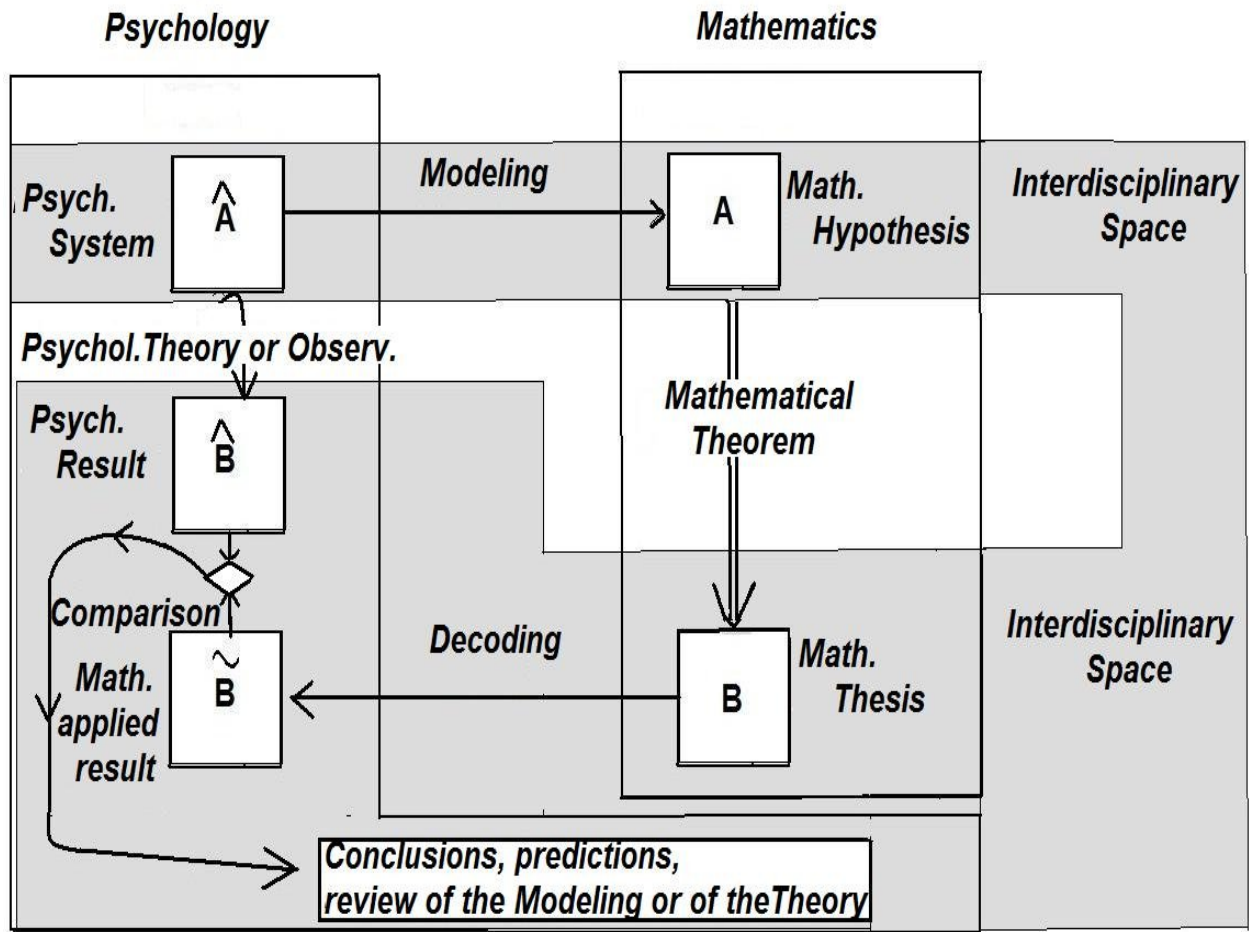 Psychology
Mathematics
Modeling
Psych.
System
Â
A
Math.
Hypothesis
Interdisciplinary
Space
Psychol.Theory or Observ.
Mathematical
Theorem
Psych.
Result
B̂
Comparison
Math.
applied
result
B̃
Decoding
B
Math.
Thesis
Interdisciplinary
Space
Conclusions, predictions,
review of the Modeling or of theTheory